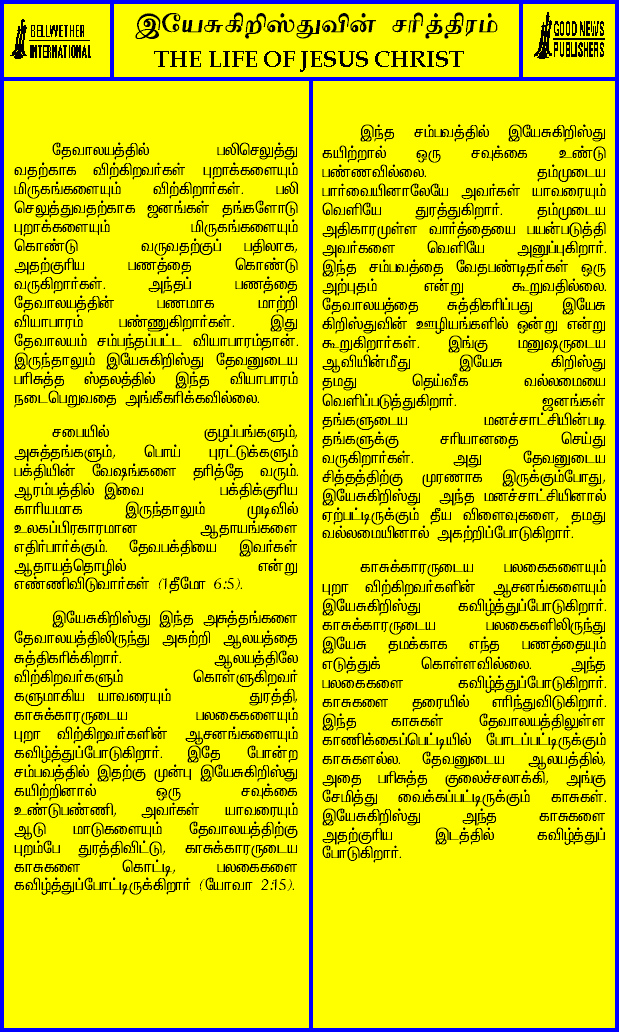 BELLWETHER
INTERNATIONAL
இயேசுகிறிஸ்துவின் சரித்திரம்
THE LIFE OF JESUS CHRIST
GOOD NEWS
PUBLISHERS
தேவாலயத்தில் பலிசெலுத்து
வதற்காக விற்கிறவர்கள் புறாக்களையும்
மிருகங்களையும் விற்கிறார்கள். பலி
செலுத்துவதற்காக ஜனங்கள் தங்களோடு
புறாக்களையும் மிருகங்களையும்
கொண்டு வருவதற்குப் பதிலாக,
அதற்குரிய பணத்தை கொண்டு
வருகிறார்கள். அந்தப் பணத்தை
தேவாலயத்தின் பணமாக மாற்றி
வியாபாரம் பண்ணுகிறார்கள். இது
தேவாலயம் சம்பந்தப்பட்ட வியாபாரம்தான்.
இருந்தாலும் இயேசுகிறிஸ்து தேவனுடைய
பரிசுத்த ஸ்தலத்தில் இந்த வியாபாரம்
நடைபெறுவதை அங்கீகரிக்கவில்லை.
சபையில் குழப்பங்களும்,
அசுத்தங்களும், பொய் புரட்டுக்களும்
பக்தியின் வேஷங்களை தரித்தே வரும்.
ஆரம்பத்தில் இவை பக்திக்குரிய
காரியமாக இருந்தாலும் முடிவில்
உலகப்பிரகாரமான ஆதாயங்களை
எதிர்பார்க்கும். தேவபக்தியை இவர்கள்
ஆதாயத்தொழில் என்று
எண்ணிவிடுவார்கள் (1தீமோ 6:5).
இயேசுகிறிஸ்து இந்த அசுத்தங்களை
தேவாலயத்திலிருந்து அகற்றி ஆலயத்தை
சுத்திகரிக்கிறார். ஆலயத்திலே
விற்கிறவர்களும் கொள்ளுகிறவர்
களுமாகிய யாவரையும் துரத்தி,
காசுக்காரருடைய பலகைகளையும்
புறா விற்கிறவர்களின் ஆசனங்களையும்
கவிழ்த்துப்போடுகிறார். இதே போன்ற
சம்பவத்தில் இதற்கு முன்பு இயேசுகிறிஸ்து
கயிற்றினால் ஒரு சவுக்கை
உண்டுபண்ணி, அவர்கள் யாவரையும்
ஆடு மாடுகளையும் தேவாலயத்திற்கு
புறம்பே துரத்திவிட்டு, காசுக்காரருடைய
காசுகளை கொட்டி, பலகைகளை
கவிழ்த்துப்போட்டிருக்கிறார் (யோவா 2:15).
இந்த சம்பவத்தில் இயேசுகிறிஸ்து
கயிற்றால் ஒரு சவுக்கை உண்டு
பண்ணவில்லை. தம்முடைய
பார்வையினாலேயே அவர்கள் யாவரையும்
வெளியே துரத்துகிறார். தம்முடைய
அதிகாரமுள்ள வார்த்தையை பயன்படுத்தி
அவர்களை வெளியே அனுப்புகிறார்.
இந்த சம்பவத்தை வேதபண்டிதர்கள் ஒரு
அற்புதம் என்று கூறுவதில்லை.
தேவாலயத்தை சுத்திகரிப்பது இயேசு
கிறிஸ்துவின் ஊழியங்களில் ஒன்று என்று
கூறுகிறார்கள். இங்கு மனுஷருடைய
ஆவியின்மீது இயேசு கிறிஸ்து
தமது தெய்வீக வல்லமையை
வெளிப்படுத்துகிறார். ஜனங்கள்
தங்களுடைய மனச்சாட்சியின்படி
தங்களுக்கு சரியானதை செய்து
வருகிறார்கள். அது தேவனுடைய
சித்தத்திற்கு முரணாக இருக்கும்போது,
இயேசுகிறிஸ்து அந்த மனச்சாட்சியினால்
ஏற்பட்டிருக்கும் தீய விளைவுகளை, தமது
வல்லமையினால் அகற்றிப்போடுகிறார்.
காசுக்காரருடைய பலகைகளையும்
புறா விற்கிறவர்களின் ஆசனங்களையும்
இயேசுகிறிஸ்து கவிழ்த்துப்போடுகிறார்.
காசுக்காரருடைய பலகைகளிலிருந்து
இயேசு தமக்காக எந்த பணத்தையும்
எடுத்துக் கொள்ளவில்லை. அந்த
பலகைகளை கவிழ்த்துப்போடுகிறார்.
காசுகளை தரையில் எரிந்துவிடுகிறார்.
இந்த காசுகள் தேவாலயத்திலுள்ள
காணிக்கைப்பெட்டியில் போடப்பட்டிருக்கும்
காசுகளல்ல. தேவனுடைய ஆலயத்தில்,
அதை பரிசுத்த குலைச்சலாக்கி, அங்கு
சேமித்து வைக்கப்பட்டிருக்கும் காசுகள்.
இயேசுகிறிஸ்து அந்த காசுகளை
அதற்குரிய இடத்தில் கவிழ்த்துப்
போடுகிறார்.